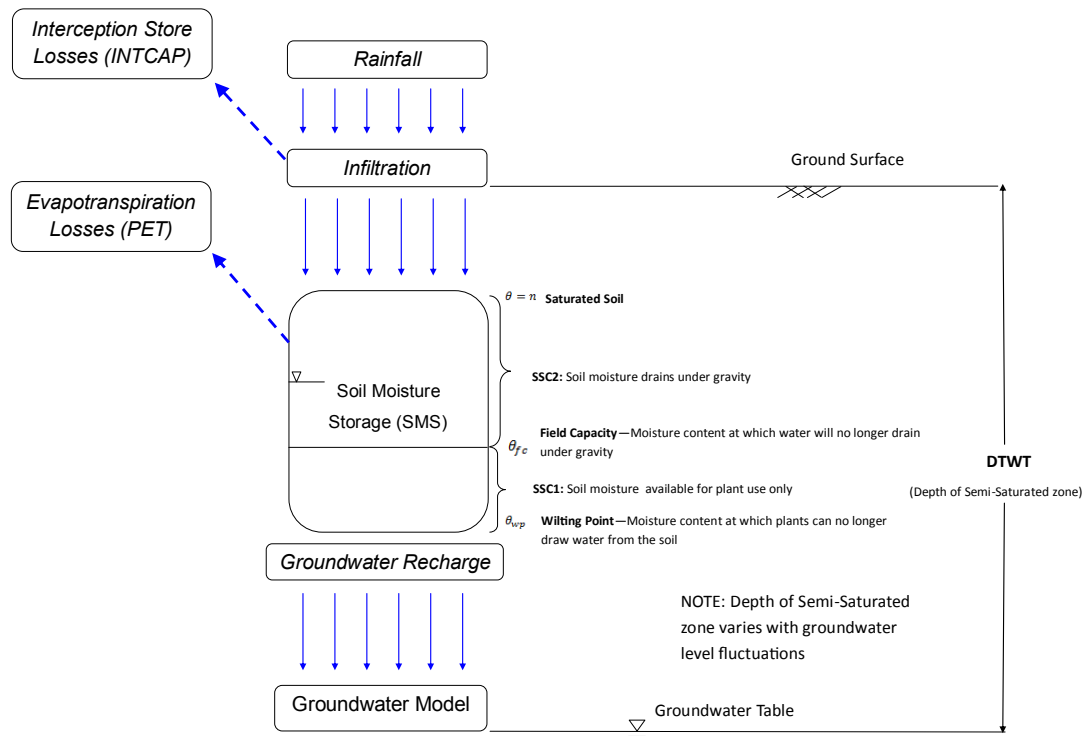 Interception Store
Losses (INTCAP)
Rainfall
Infiltration
Ground Surface
Evapotranspiration
Losses (PET)
θ = n Saturated Soil
SSC2: Soil moisture drains under gravity
Soil Moisture
Storage (SMS)
θfc Field Capacity—Moisture content at which water will no longer drain
under gravity
DTWT
(Depth of Semi-Saturated zone)
SSC1: Soil moisture available for plant use only
θwp Wilting Point—Moisture content at which plants can no longer
draw water from the soil
Groundwater Recharge
NOTE: Depth of Semi-Saturated
zone varies with groundwater
level fluctuations
Groundwater Model
Groundwater Table